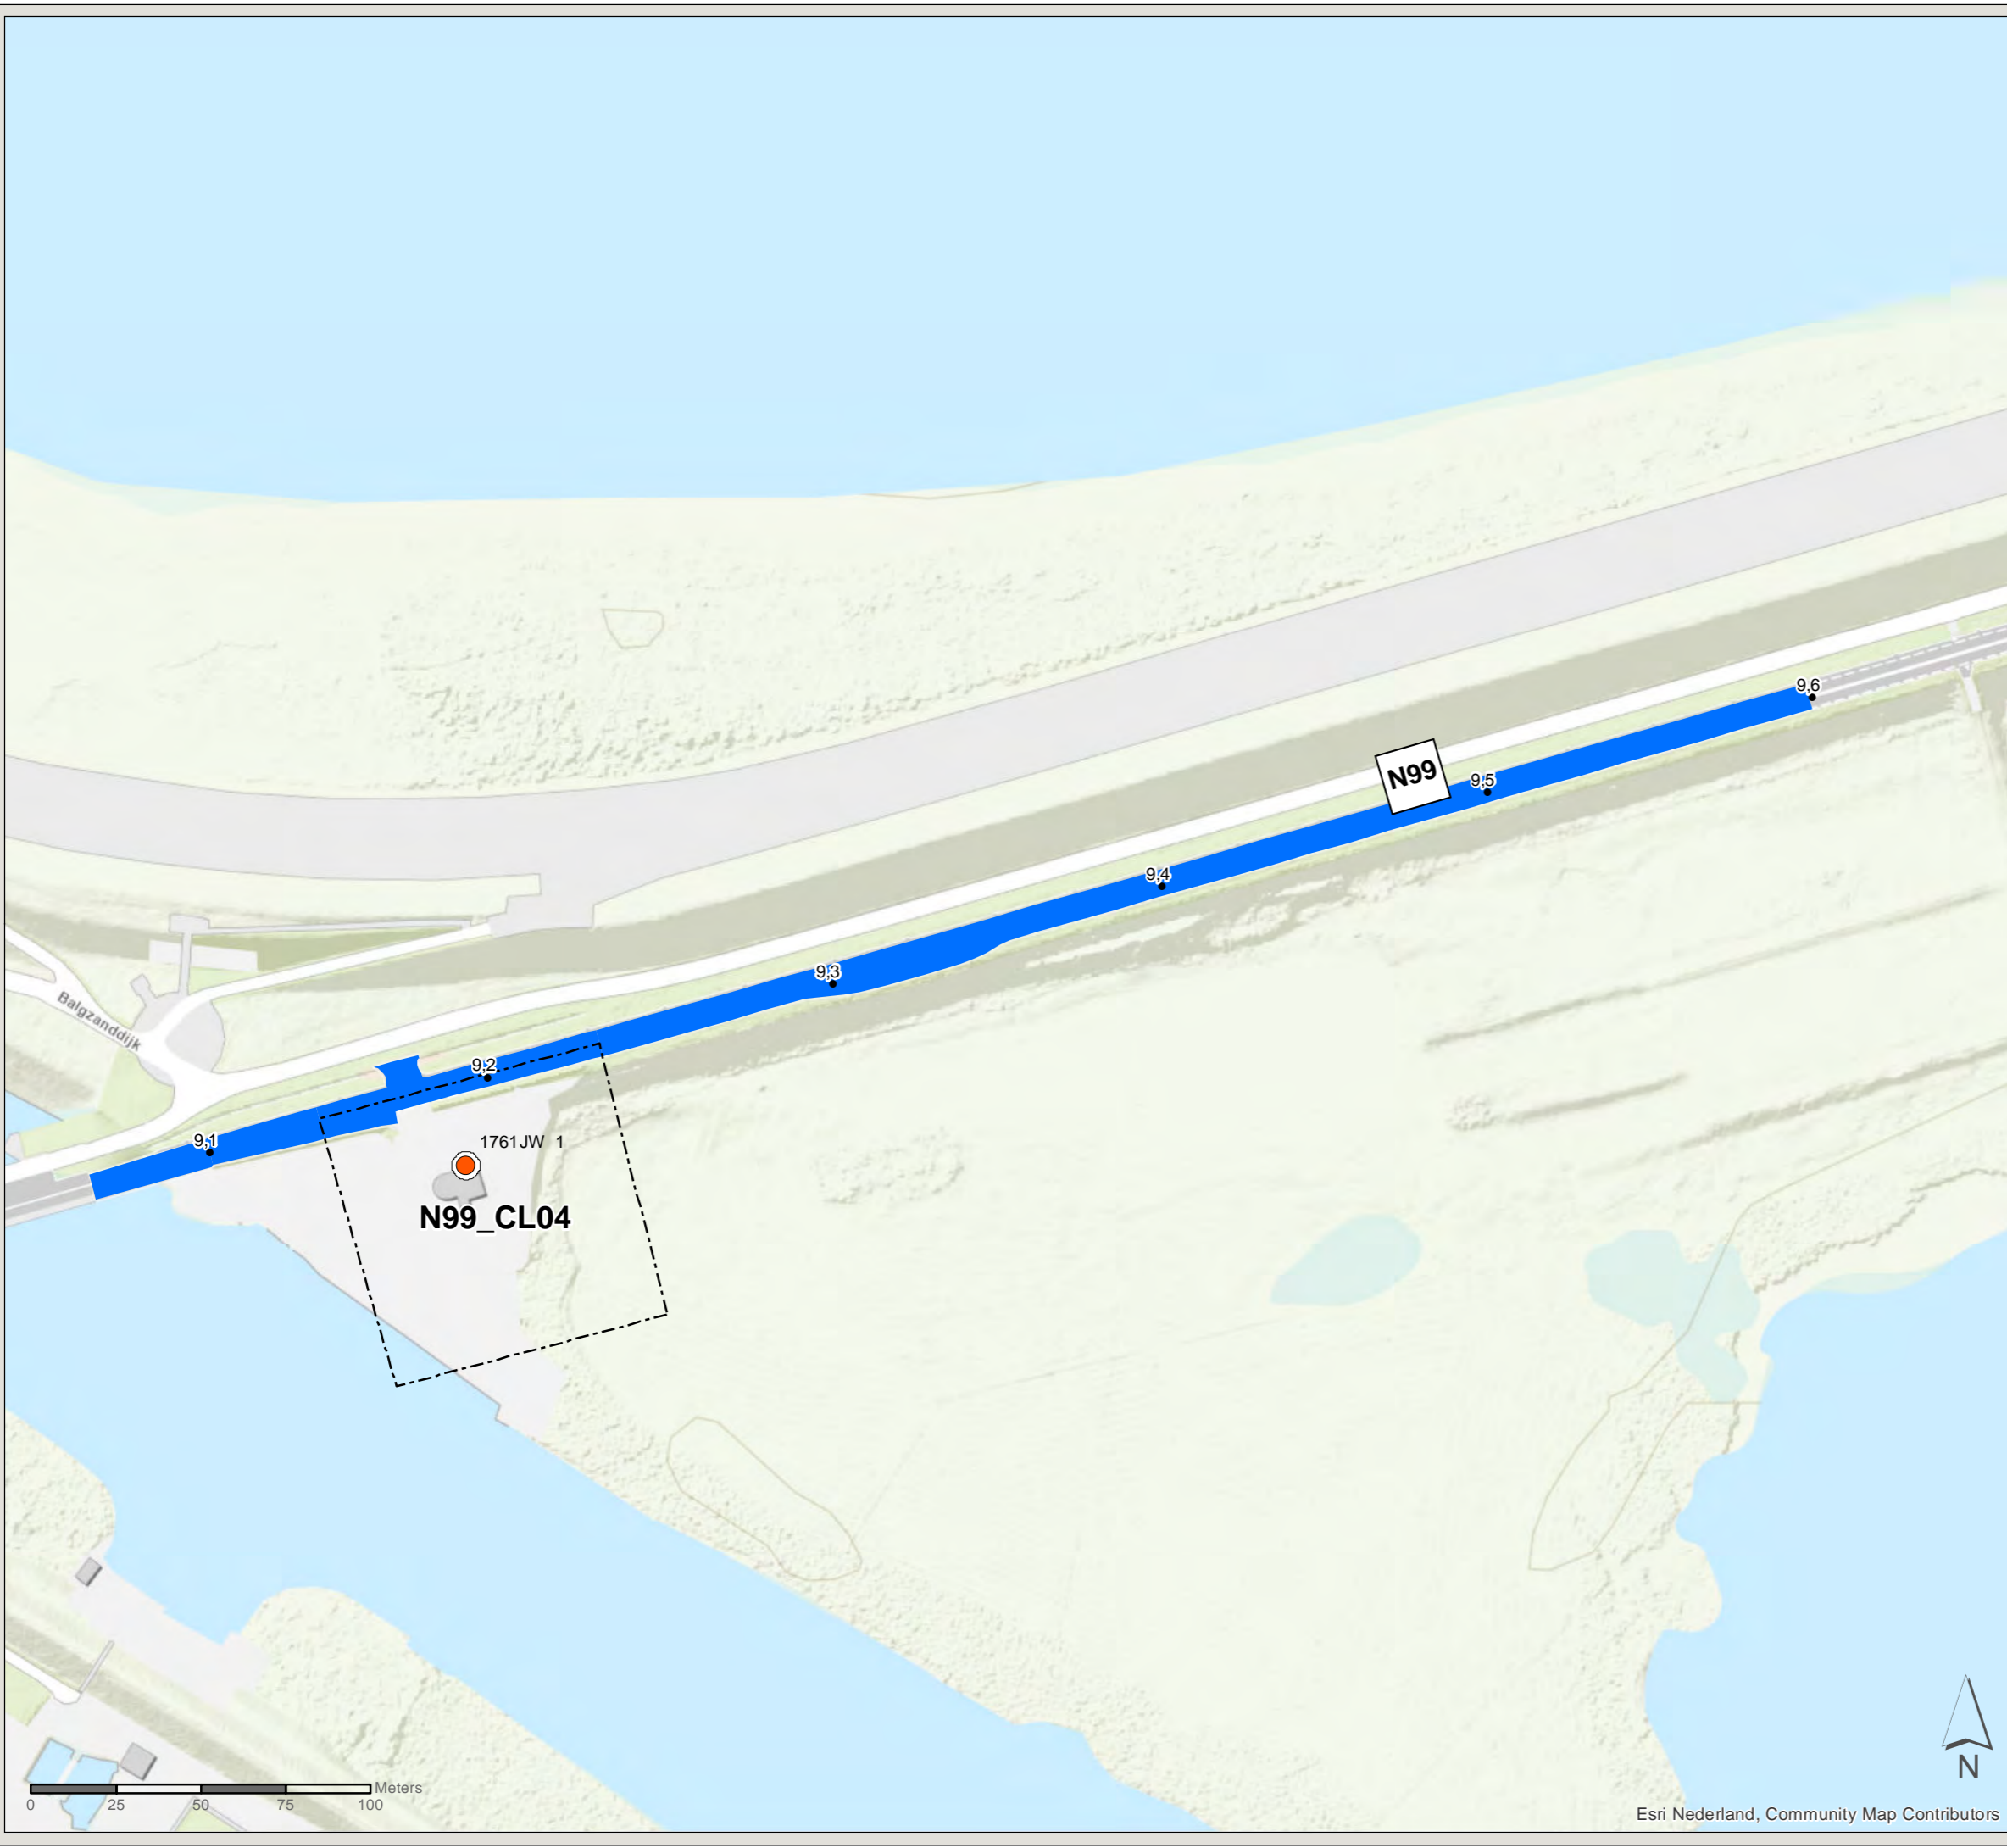 9,6
N99
9,5
9,4
9,3
Balgzanddijk
9,2
9,1
1761JW 1
N99_CL04
N
Meters
0 25 50 75 100
Esri Nederland, Community Map Contributors